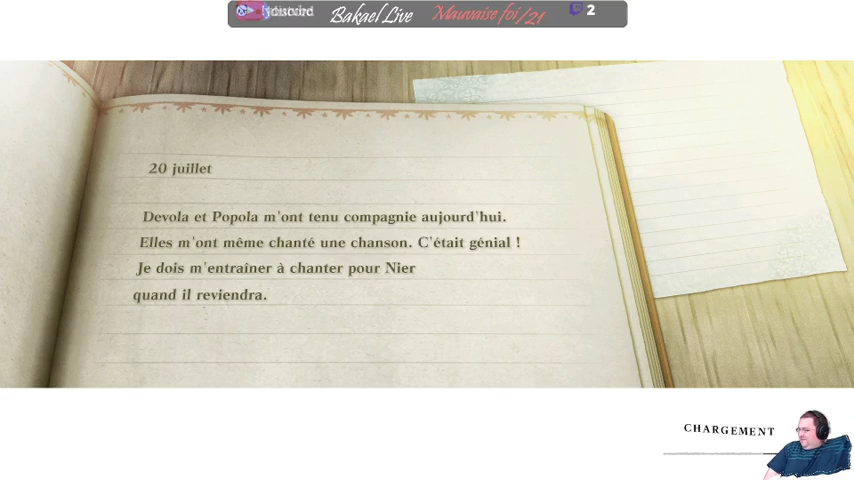 Bakael Live Mauvaise foi/21 2
20 juillet
Devola et Popola m'ont tenu compagnie aujourd'hui.
Elles m'ont même chanté une chanson. C'était génial !
Je dois m'entraîner à chanter pour Nier
quand il reviendra.
CHARGEMENT